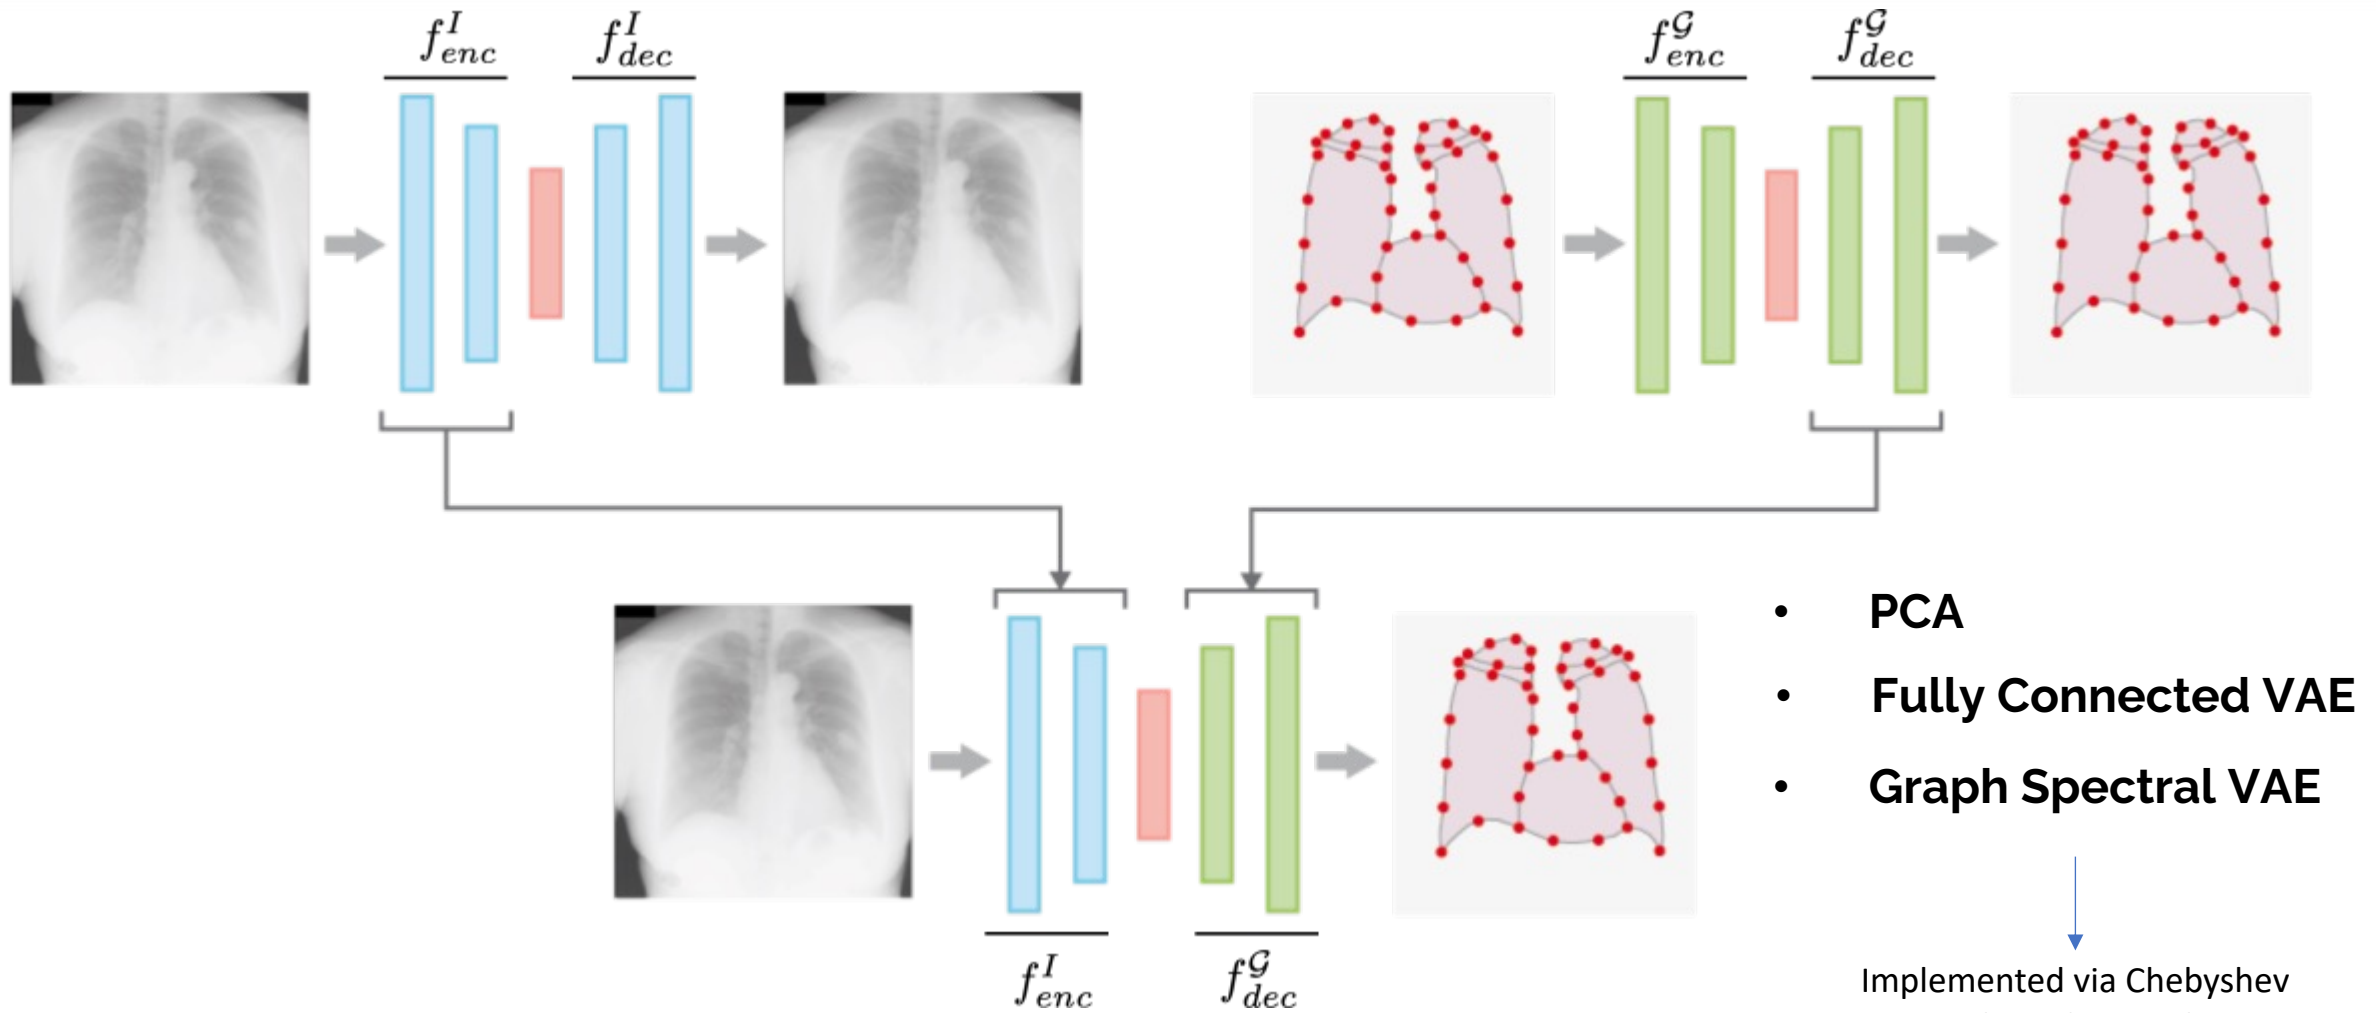 f^I_enc f^I_dec f^G_enc f^G_dec
• PCA
• Fully Connected VAE
• Graph Spectral VAE
f^I_enc f^G_dec
Implemented via Chebyshev